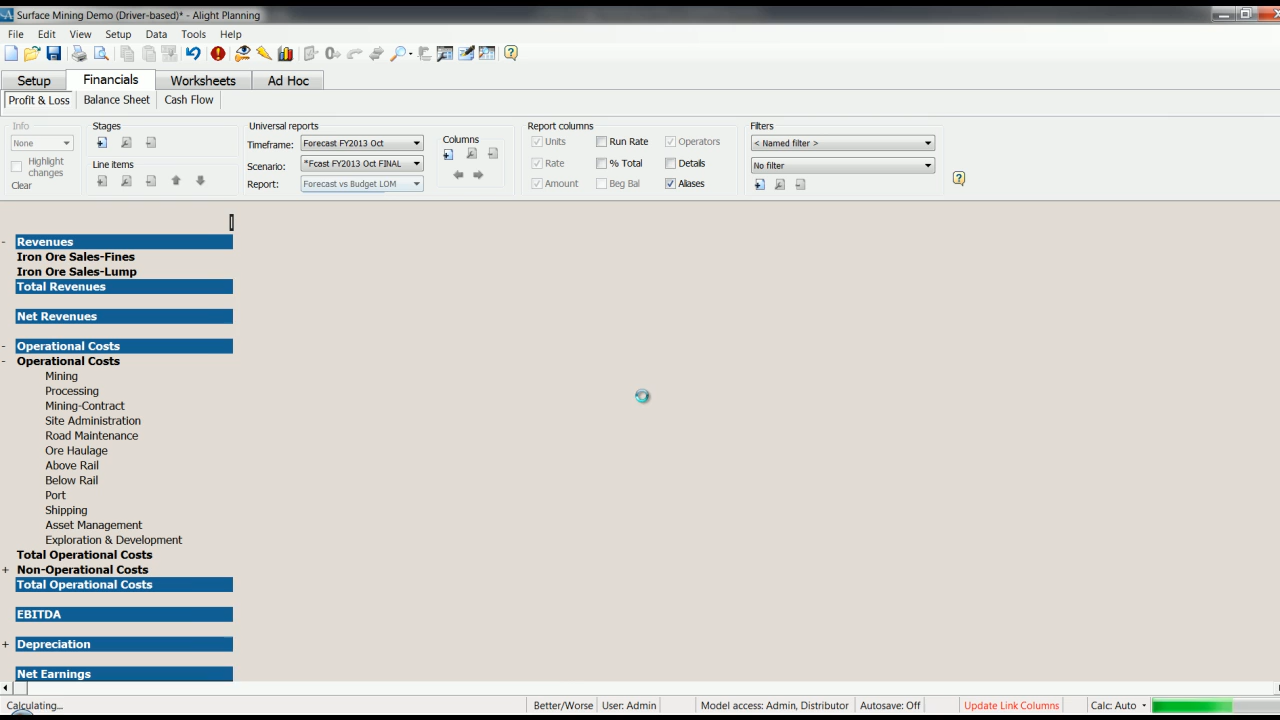 Surface Mining Demo (Driver-based)* - Alight Planning
File Edit View Setup Data Tools Help
Setup Financials Worksheets Ad Hoc
Profit & Loss Balance Sheet Cash Flow
Info Stages Universal reports Report columns Filters
None Timeframe: Forecast FY2013 Oct Columns Units Run Rate Operators < Named filter >
Highlight changes Line items Scenario: *Fcast FY2013 Oct FINAL Rate % Total Details No filter
Clear Report: Forecast vs Budget LOM Amount Beg Bal Aliases
- Revenues
Iron Ore Sales-Fines
Iron Ore Sales-Lump
Total Revenues
Net Revenues
- Operational Costs
- Operational Costs
Mining
Processing
Mining-Contract
Site Administration
Road Maintenance
Ore Haulage
Above Rail
Below Rail
Port
Shipping
Asset Management
Exploration & Development
Total Operational Costs
+ Non-Operational Costs
Total Operational Costs
EBITDA
+ Depreciation
Net Earnings
Calculating... Better/Worse User: Admin Model access: Admin, Distributor Autosave: Off Update Link Columns Calc: Auto